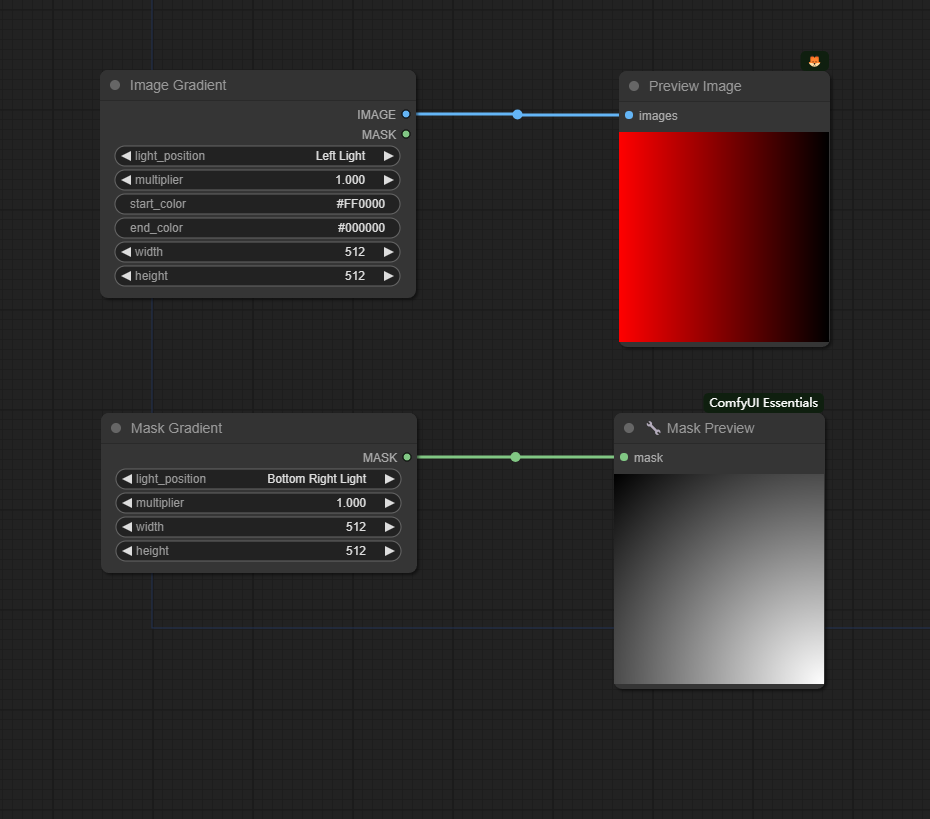 Image Gradient
IMAGE
MASK
light_position Left Light
multiplier 1.000
start_color #FF0000
end_color #000000
width 512
height 512
Preview Image
images
Mask Gradient
MASK
light_position Bottom Right Light
multiplier 1.000
width 512
height 512
ComfyUI Essentials
Mask Preview
mask